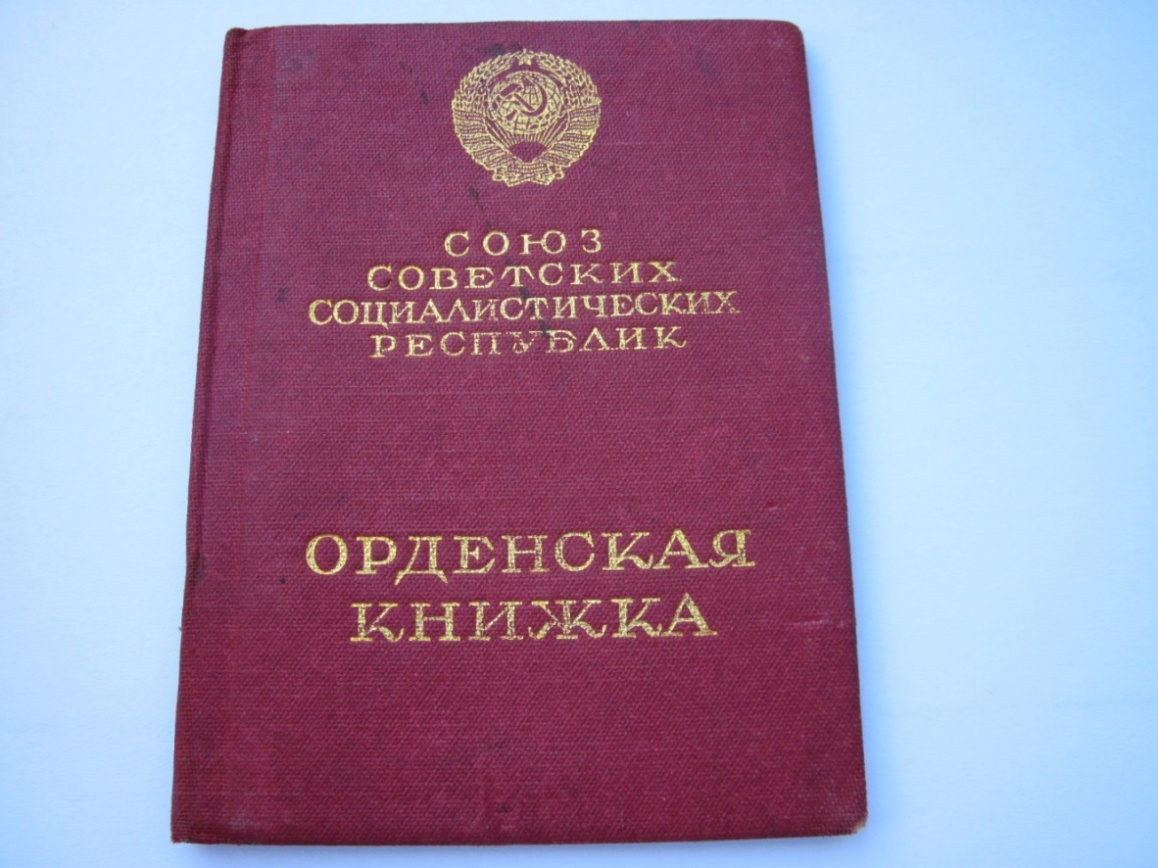 СОЮЗ
СОВЕТСКИХ
СОЦИАЛИСТИЧЕСКИХ
РЕСПУБЛИК
ОРДЕНСКАЯ
КНИЖКА